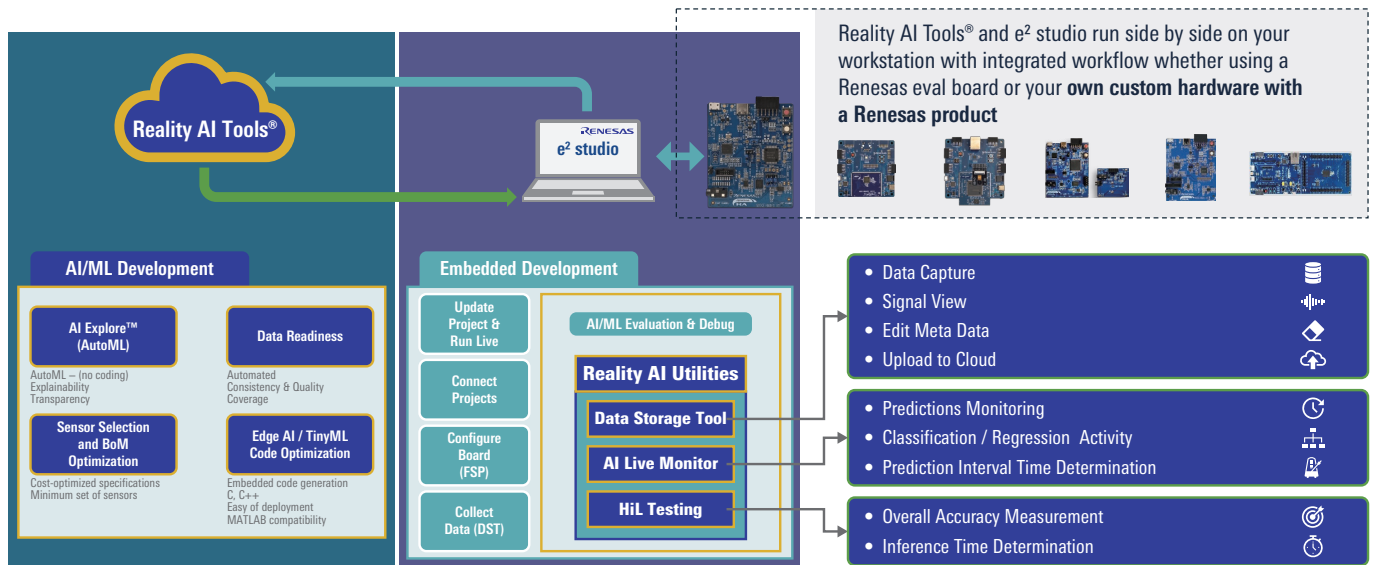 Reality AI Tools® and e² studio run side by side on your
workstation with integrated workflow whether using a
Renesas eval board or your own custom hardware with
a Renesas product
Reality AI Tools®
RENESAS
e² studio
AI/ML Development
AI Explore™
(AutoML)
AutoML – (no coding)
Explainability
Transparency
Data Readiness
Automated
Consistency & Quality
Coverage
Sensor Selection
and BoM
Optimization
Cost-optimized specifications
Minimum set of sensors
Edge AI / TinyML
Code Optimization
Embedded code generation
C, C++
Easy of deployment
MATLAB compatibility
Embedded Development
Update
Project &
Run Live
Connect
Projects
Configure
Board
(FSP)
Collect
Data (DST)
AI/ML Evaluation & Debug
Reality AI Utilities
Data Storage Tool
AI Live Monitor
HiL Testing
• Data Capture
• Signal View
• Edit Meta Data
• Upload to Cloud
• Predictions Monitoring
• Classification / Regression Activity
• Prediction Interval Time Determination
• Overall Accuracy Measurement
• Inference Time Determination